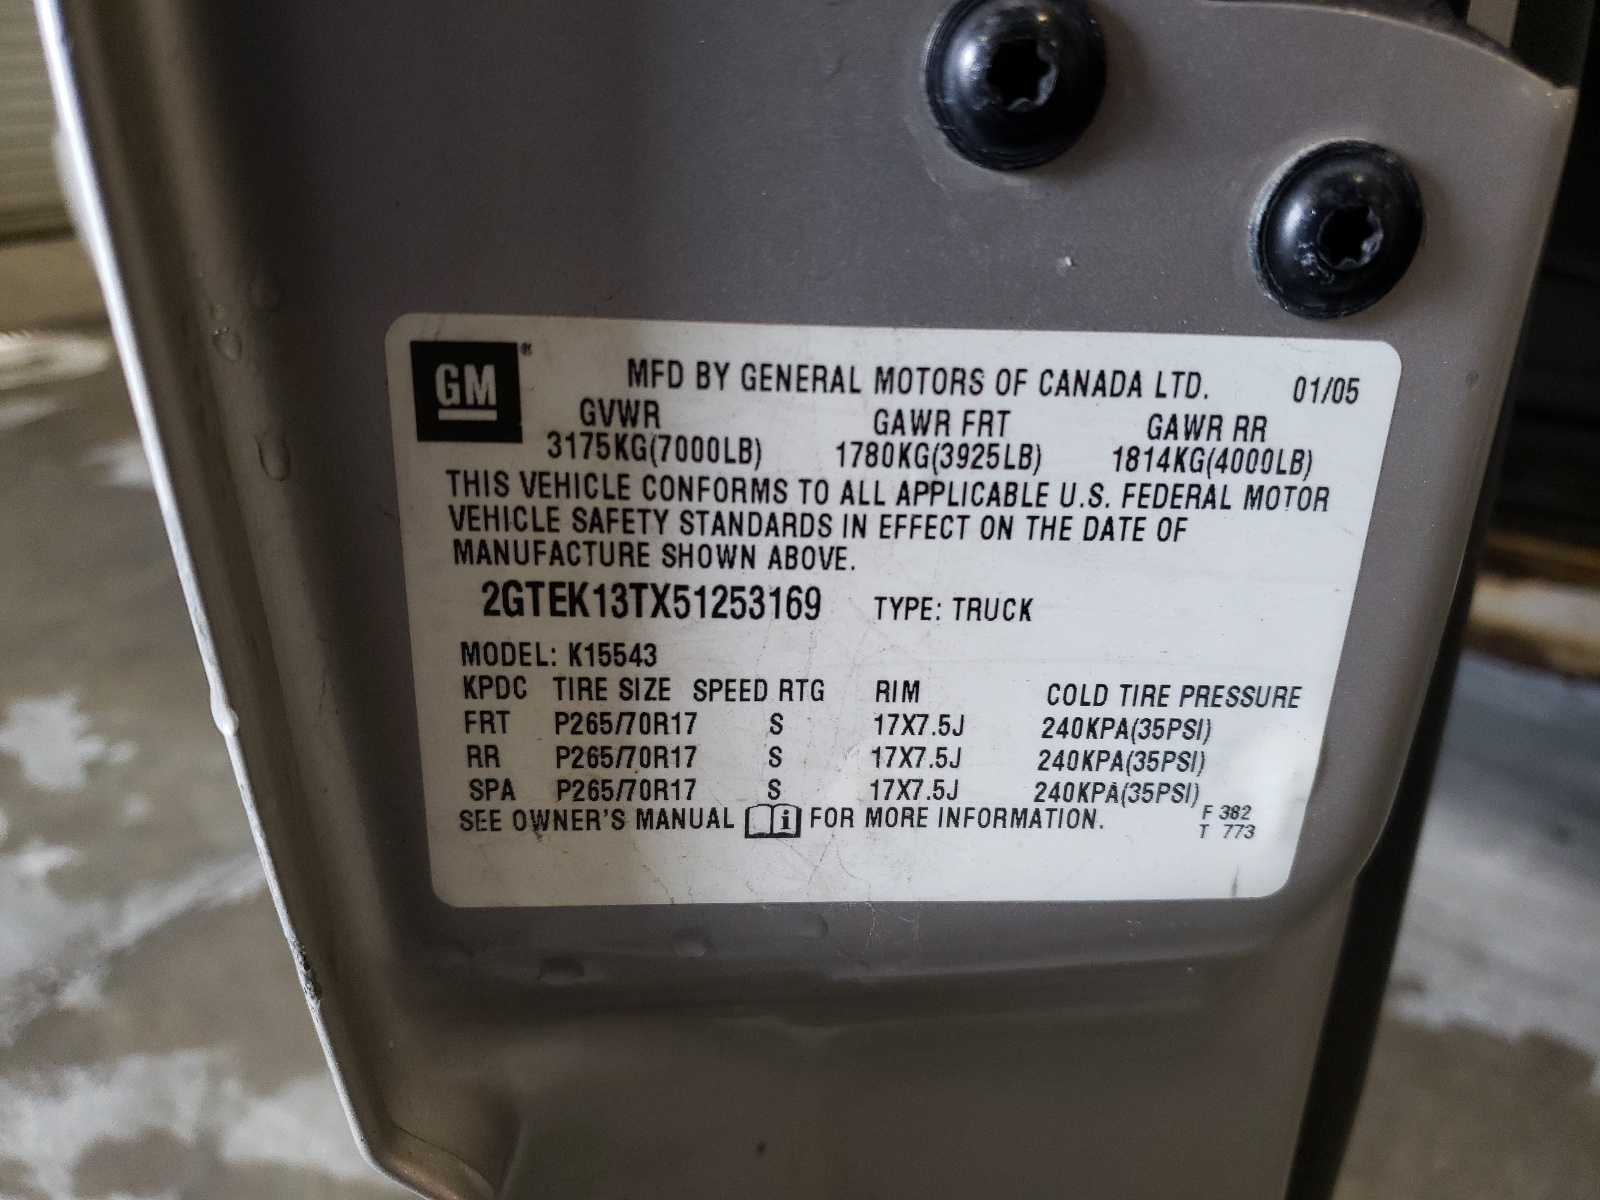 GM®
MFD BY GENERAL MOTORS OF CANADA LTD. 01/05
GVWR GAWR FRT GAWR RR
3175KG(7000LB) 1780KG(3925LB) 1814KG(4000LB)
THIS VEHICLE CONFORMS TO ALL APPLICABLE U.S. FEDERAL MOTOR
VEHICLE SAFETY STANDARDS IN EFFECT ON THE DATE OF
MANUFACTURE SHOWN ABOVE.
2GTEK13TX51253169 TYPE: TRUCK
MODEL: K15543
KPDC TIRE SIZE SPEED RTG RIM COLD TIRE PRESSURE
FRT P265/70R17 S 17X7.5J 240KPA(35PSI)
RR P265/70R17 S 17X7.5J 240KPA(35PSI)
SPA P265/70R17 S 17X7.5J 240KPA(35PSI)
SEE OWNER'S MANUAL i FOR MORE INFORMATION.
F 382
T 773